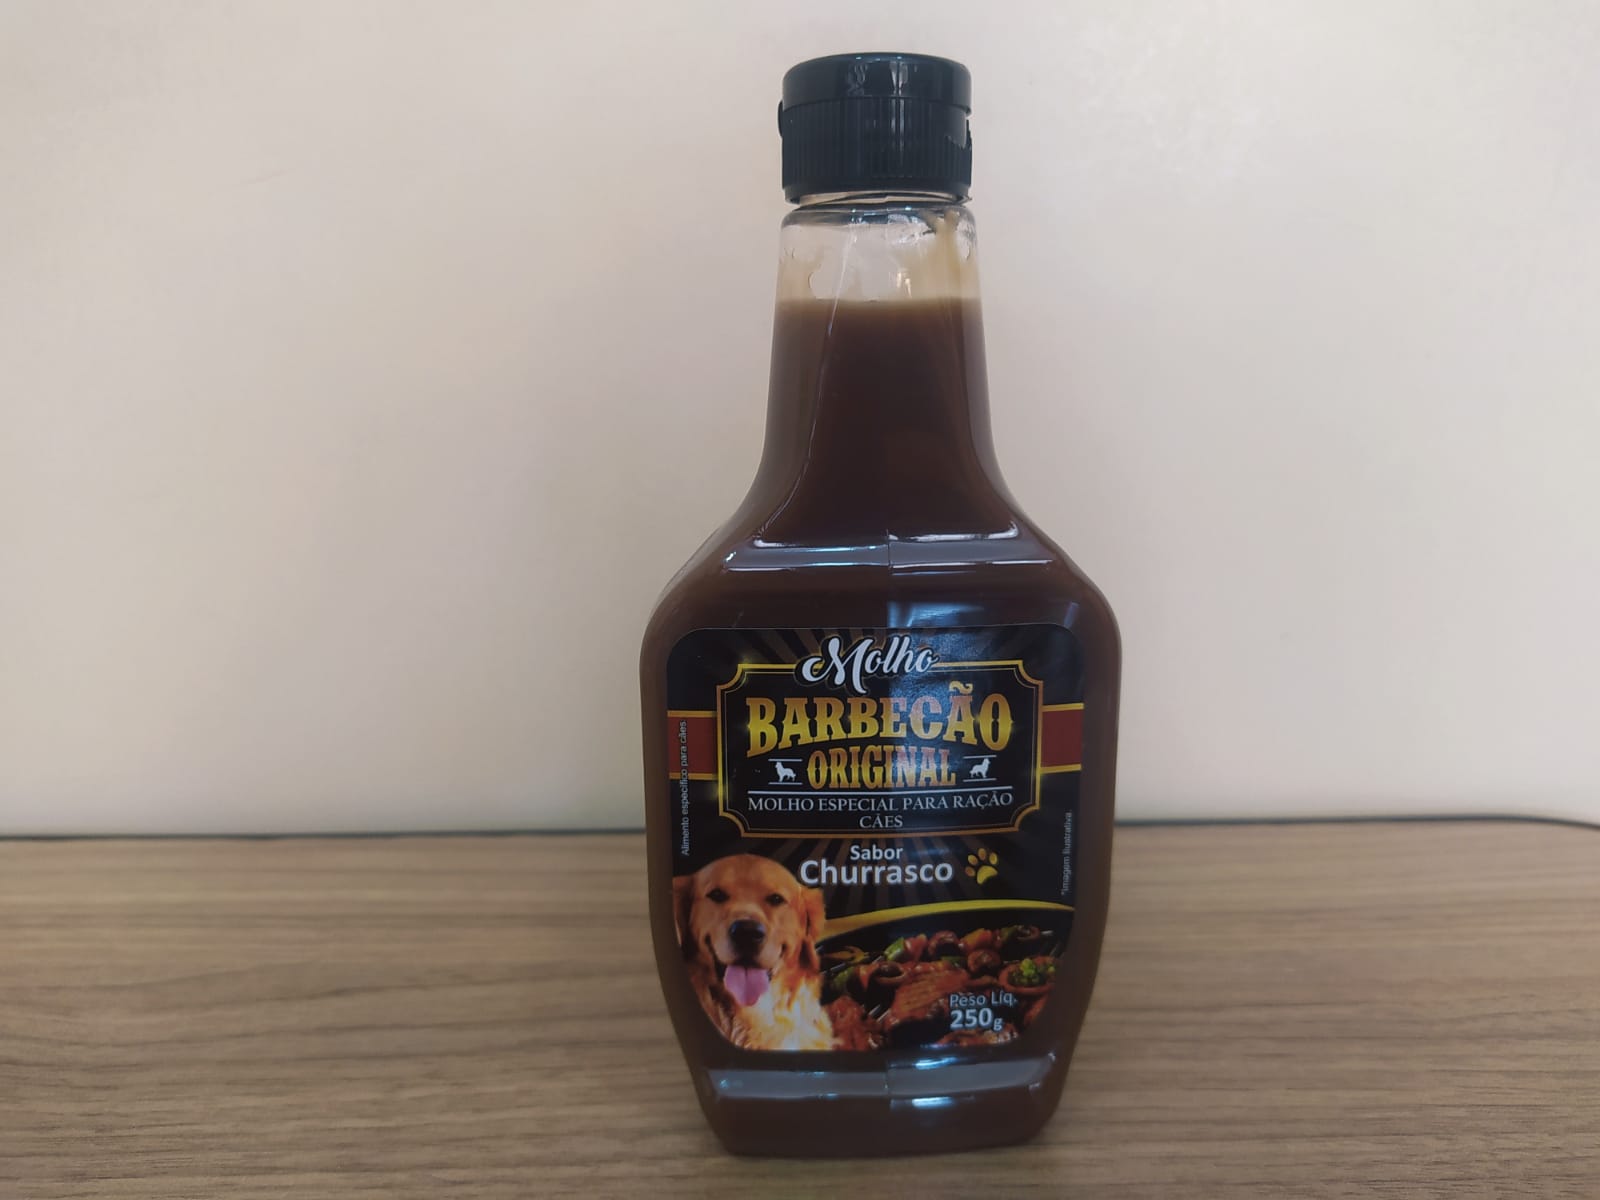 Molho
BARBECÃO
ORIGINAL
MOLHO ESPECIAL PARA RAÇÃO
CÃES
Sabor
Churrasco
Alimento específico para cães.
*Imagem Ilustrativa.
Peso Líq.
250g